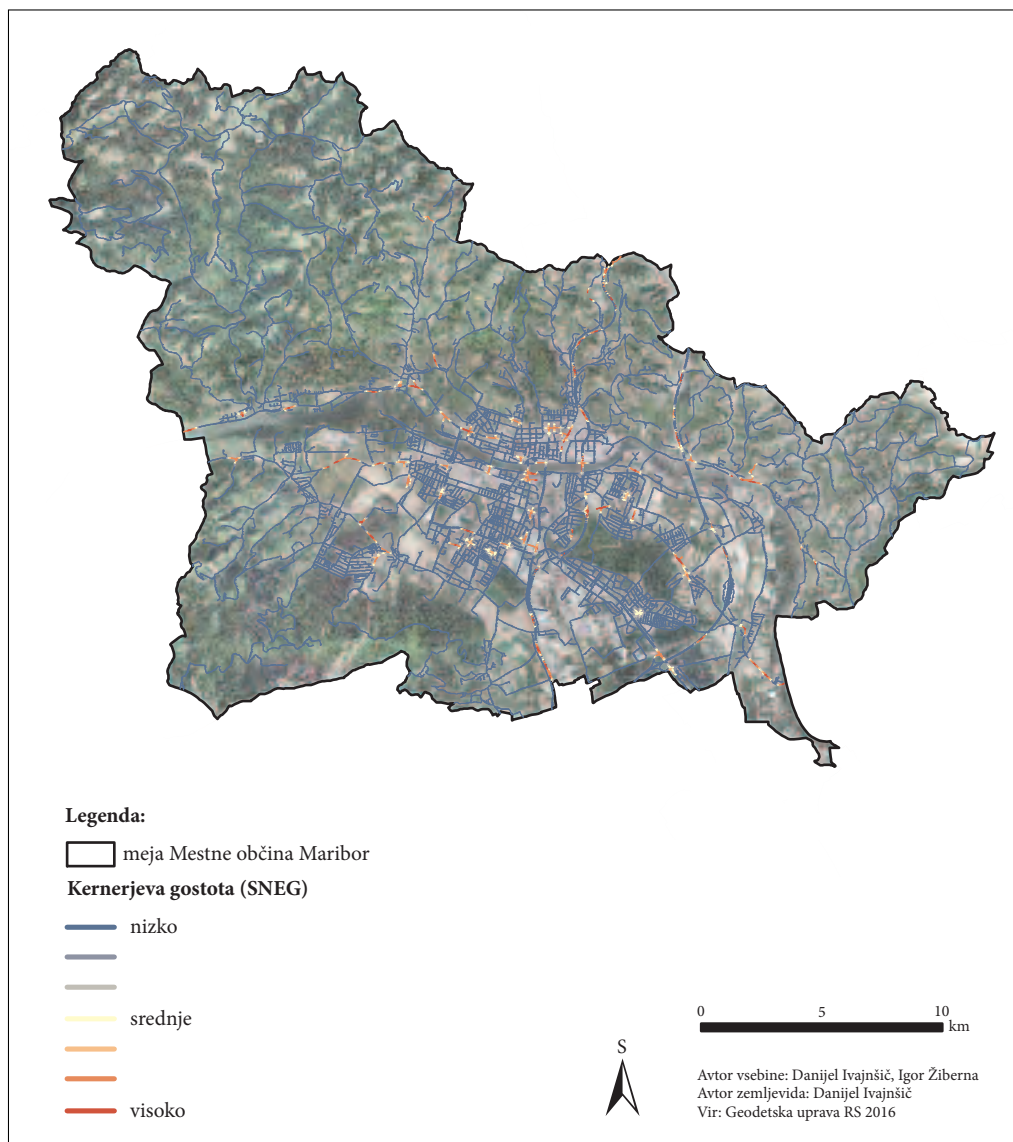 Legenda:
meja Mestne občina Maribor
Kernerjeva gostota (SNEG)
nizko
srednje
visoko
0 5 10
km
S
Avtor vsebine: Danijel Ivajnšič, Igor Žiberna
Avtor zemljevida: Danijel Ivajnšič
Vir: Geodetska uprava RS 2016